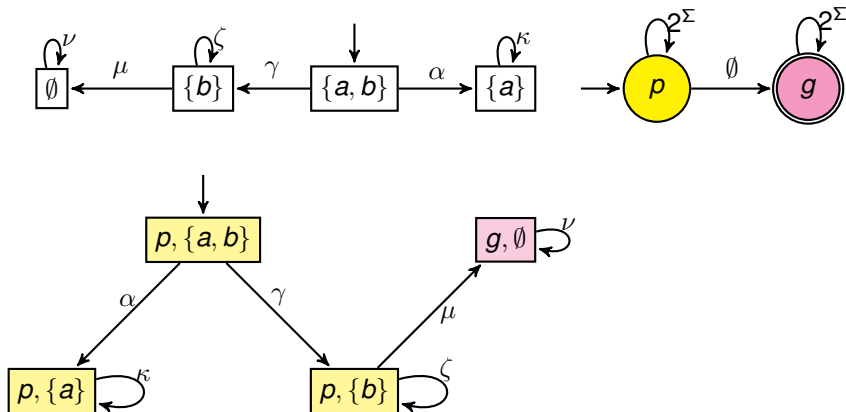 ν ζ κ 2^Σ 2^Σ
∅ μ {b} γ {a, b} α {a} p ∅ g
p, {a, b} g, ∅ ν
α γ μ
p, {a} κ p, {b} ζ